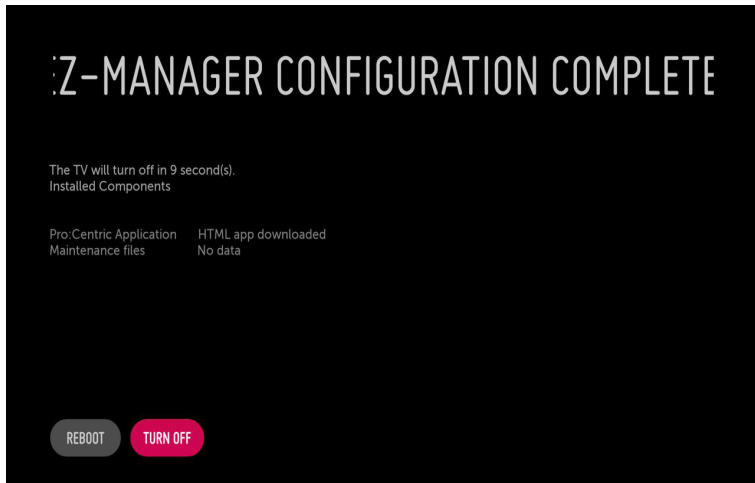 EZ-MANAGER CONFIGURATION COMPLETE
The TV will turn off in 9 second(s).
Installed Components
Pro:Centric Application HTML app downloaded
Maintenance files No data
REBOOT TURN OFF